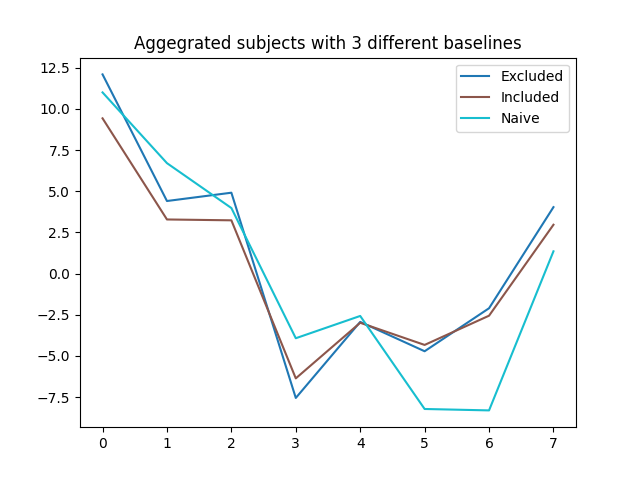 Aggegrated subjects with 3 different baselines
12.5
10.0
7.5
5.0
2.5
0.0
−2.5
−5.0
−7.5
Excluded
Included
Naive
0 1 2 3 4 5 6 7